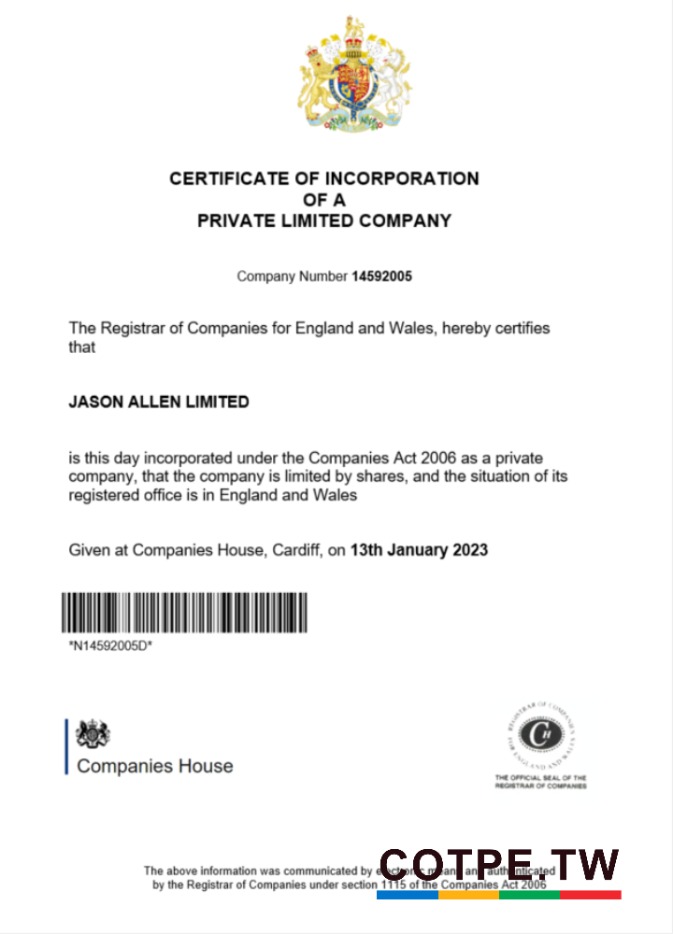 CERTIFICATE OF INCORPORATION
OF A
PRIVATE LIMITED COMPANY
Company Number 14592005
The Registrar of Companies for England and Wales, hereby certifies
that
JASON ALLEN LIMITED
is this day incorporated under the Companies Act 2006 as a private
company, that the company is limited by shares, and the situation of its
registered office is in England and Wales
Given at Companies House, Cardiff, on 13th January 2023
*N14592005D*
Companies House
REGISTRAR OF COMPANIES
FOR ENGLAND AND WALES
CH
THE OFFICIAL SEAL OF THE
REGISTRAR OF COMPANIES
COTPE.TW
The above information was communicated by electronic means and authenticated
by the Registrar of Companies under section 1115 of the Companies Act 2006